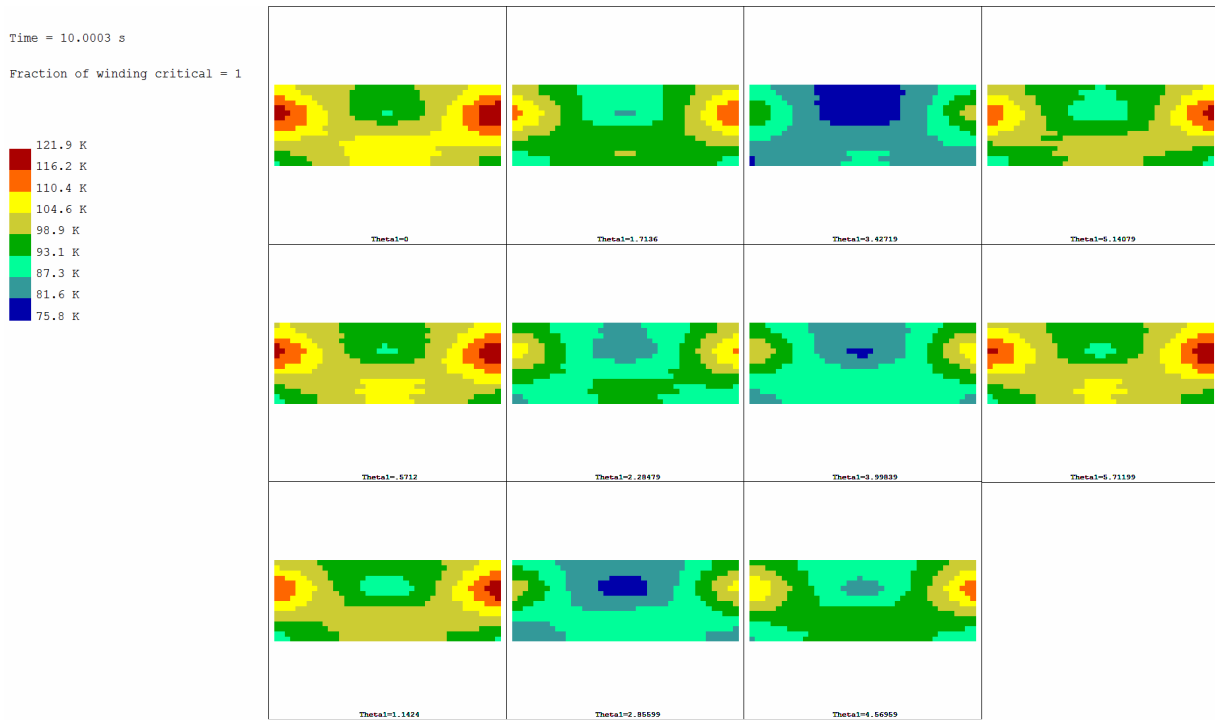 Time = 10.0003 s
Fraction of winding critical = 1
121.9 K
116.2 K
110.4 K
104.6 K
98.9 K
93.1 K
87.3 K
81.6 K
75.8 K
Theta1=0
Theta1=1.7136
Theta1=3.42719
Theta1=5.14079
Theta1=.5712
Theta1=2.28479
Theta1=3.99839
Theta1=5.71199
Theta1=1.1424
Theta1=2.85599
Theta1=4.56959